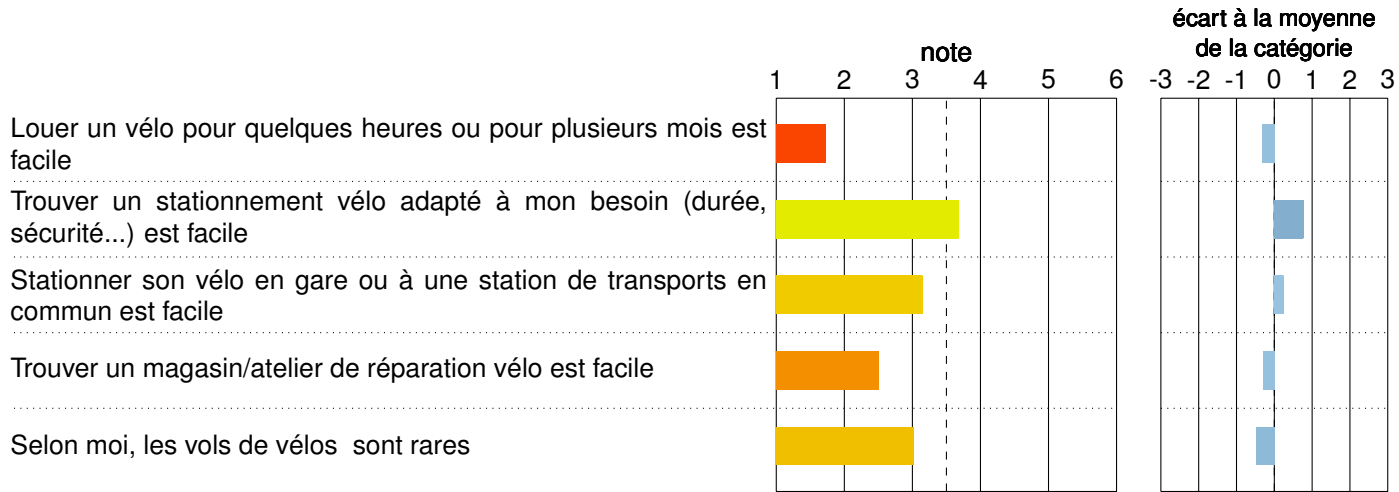 écart à la moyenne
note de la catégorie
1 2 3 4 5 6 -3 -2 -1 0 1 2 3
Louer un vélo pour quelques heures ou pour plusieurs mois est
facile
Trouver un stationnement vélo adapté à mon besoin (durée,
sécurité...) est facile
Stationner son vélo en gare ou à une station de transports en
commun est facile
Trouver un magasin/atelier de réparation vélo est facile
Selon moi, les vols de vélos sont rares